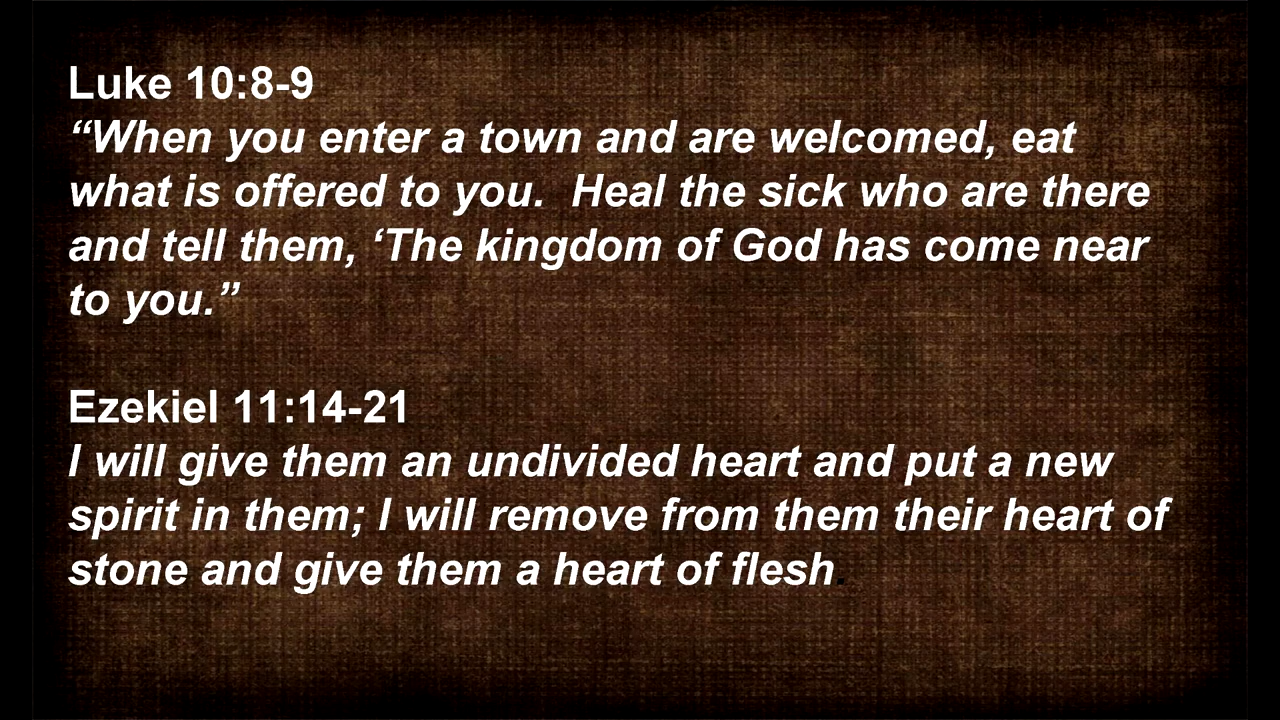 Luke 10:8-9
“When you enter a town and are welcomed, eat
what is offered to you.  Heal the sick who are there
and tell them, ‘The kingdom of God has come near
to you.”
Ezekiel 11:14-21
I will give them an undivided heart and put a new
spirit in them; I will remove from them their heart of
stone and give them a heart of flesh.